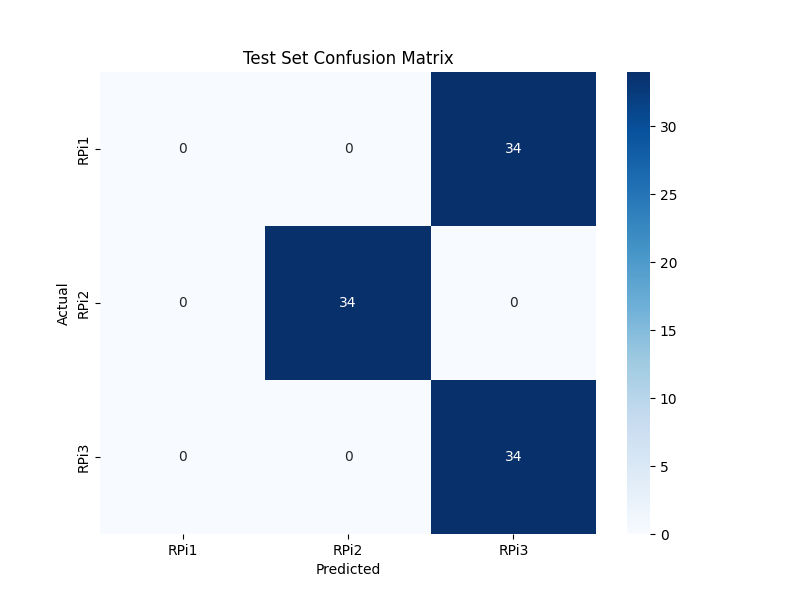 Test Set Confusion Matrix
Actual
RPi1
0 0 34
RPi2
0 34 0
RPi3
0 0 34
RPi1 RPi2 RPi3
Predicted
30
25
20
15
10
5
0